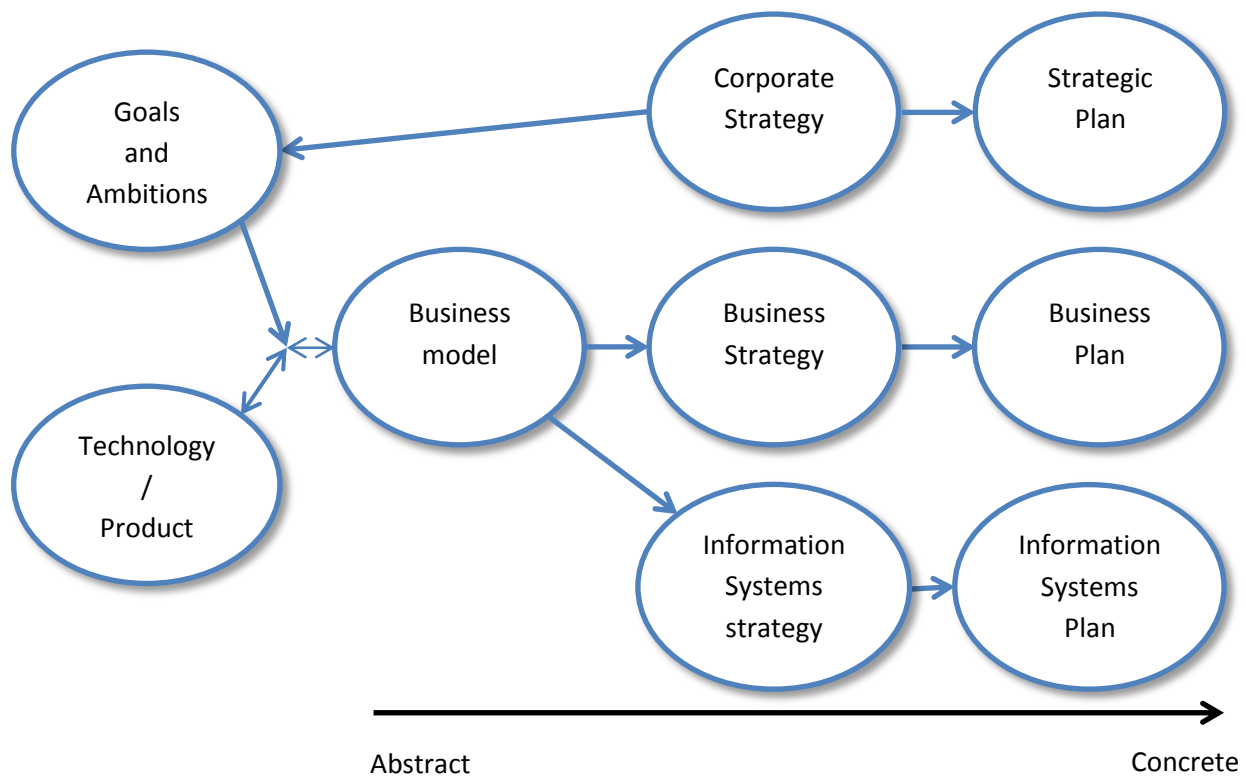 Goals
and
Ambitions
Corporate
Strategy
Strategic
Plan
Technology
/
Product
Business
model
Business
Strategy
Business
Plan
Information
Systems
strategy
Information
Systems
Plan
Abstract
Concrete